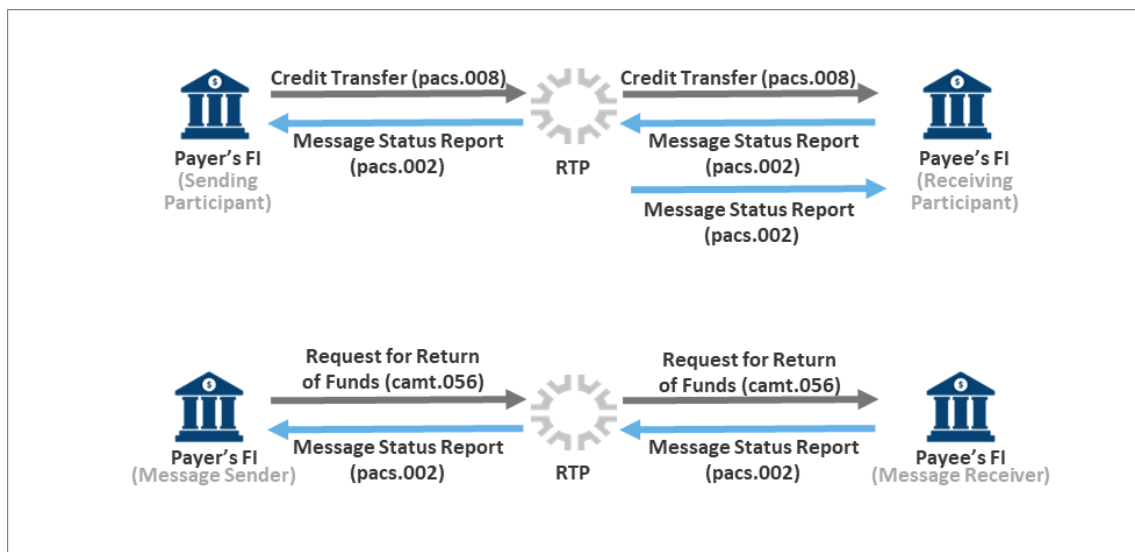 Credit Transfer (pacs.008)
Credit Transfer (pacs.008)
$
$
Message Status Report
(pacs.002)
Message Status Report
(pacs.002)
Payer's FI
(Sending
Participant)
RTP
Payee's FI
(Receiving
Participant)
Message Status Report
(pacs.002)
Request for Return
of Funds (camt.056)
Request for Return
of Funds (camt.056)
$
$
Message Status Report
(pacs.002)
Message Status Report
(pacs.002)
Payer's FI
(Message Sender)
RTP
Payee's FI
(Message Receiver)